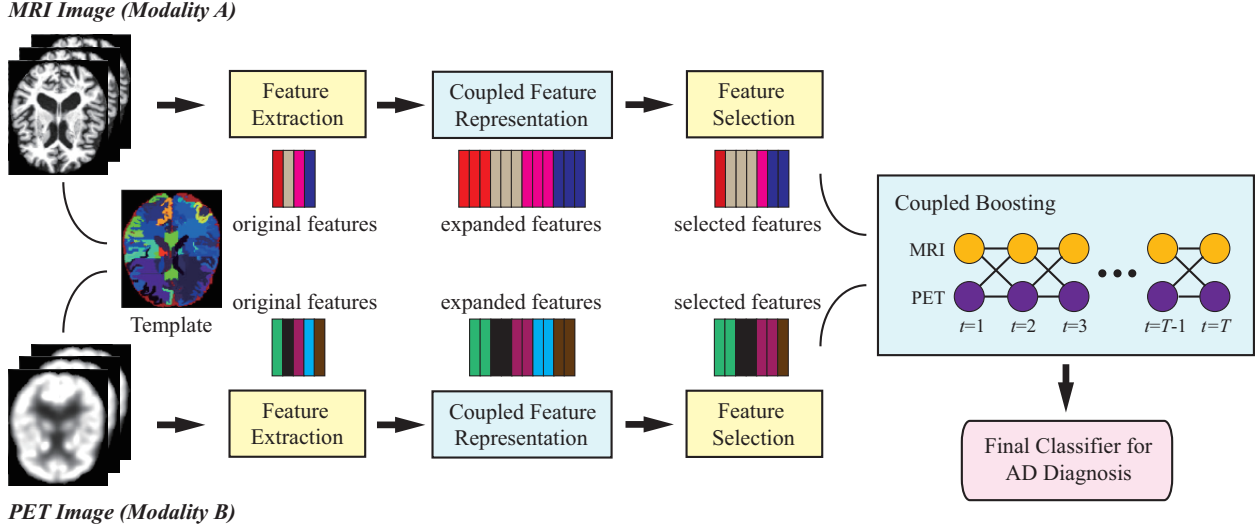 MRI Image (Modality A)
Feature
Extraction
Coupled Feature
Representation
Feature
Selection
original features
expanded features
selected features
Template
original features
expanded features
selected features
Feature
Extraction
Coupled Feature
Representation
Feature
Selection
PET Image (Modality B)
Coupled Boosting
MRI
PET
t=1 t=2 t=3 t=T-1 t=T
Final Classifier for
AD Diagnosis